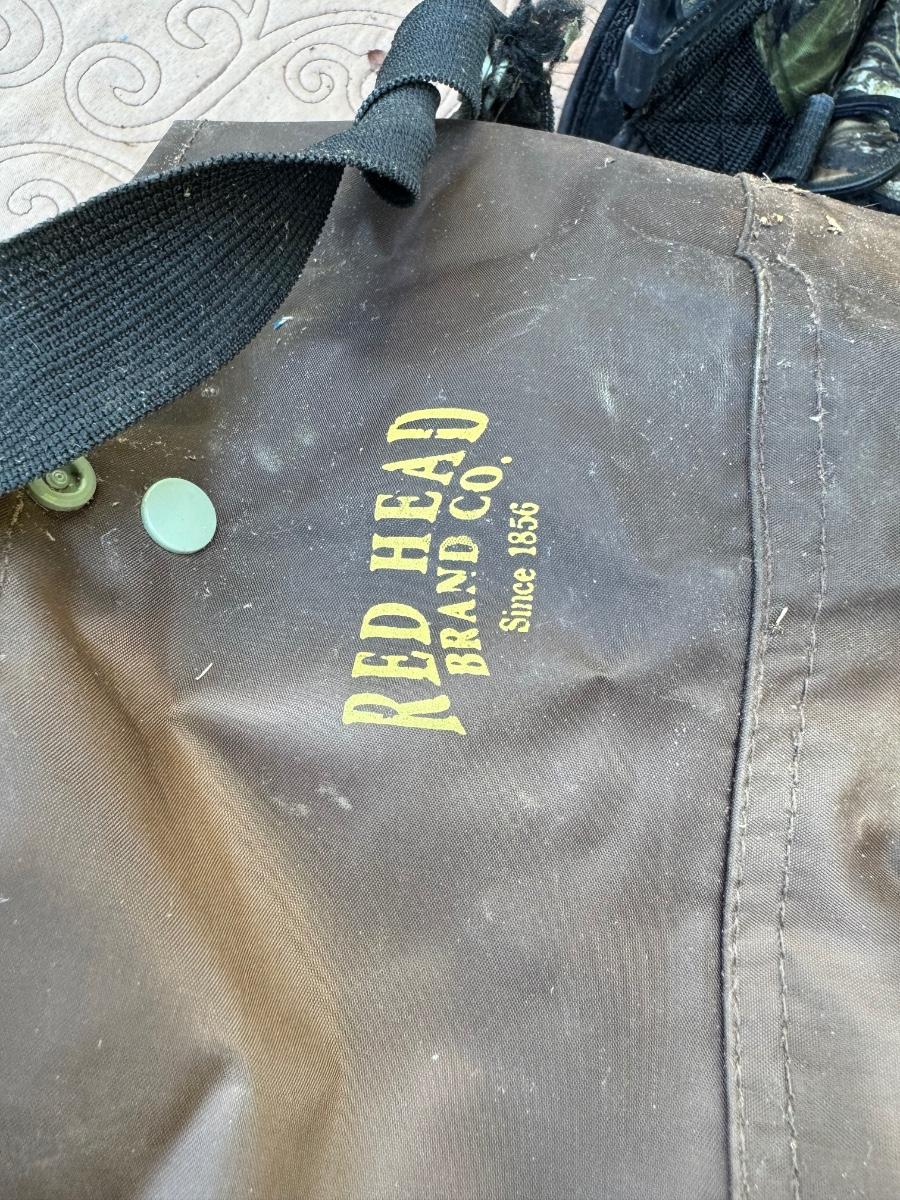 RED HEAD
BRAND CO.
Since 1856